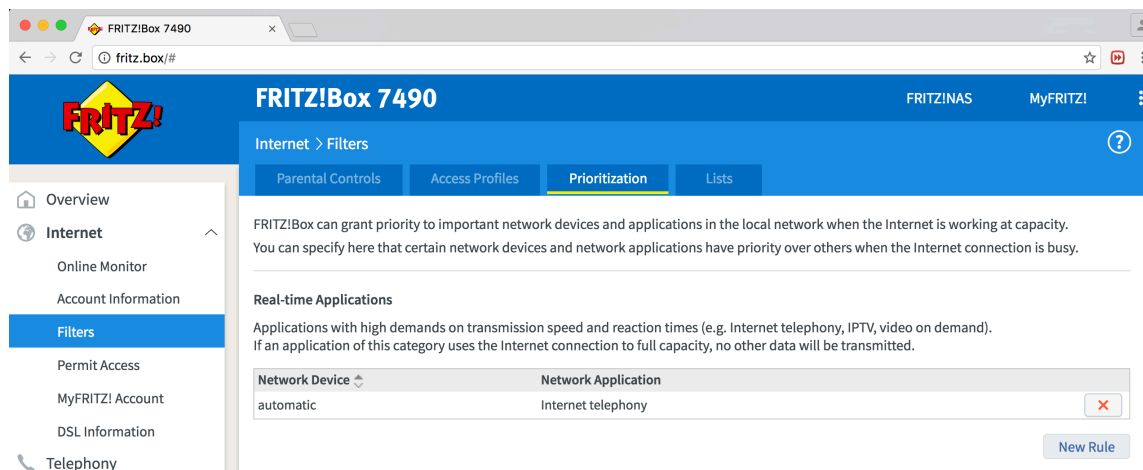 FRITZ!Box 7490
fritz.box/#
FRITZ!
FRITZ!Box 7490
FRITZ!NAS
MyFRITZ!
Internet > Filters
?
Parental Controls
Access Profiles
Prioritization
Lists
Overview
Internet
Online Monitor
Account Information
Filters
Permit Access
MyFRITZ! Account
DSL Information
Telephony
FRITZ!Box can grant priority to important network devices and applications in the local network when the Internet is working at capacity.
You can specify here that certain network devices and network applications have priority over others when the Internet connection is busy.
Real-time Applications
Applications with high demands on transmission speed and reaction times (e.g. Internet telephony, IPTV, video on demand).
If an application of this category uses the Internet connection to full capacity, no other data will be transmitted.
Network Device Network Application
automatic Internet telephony
New Rule